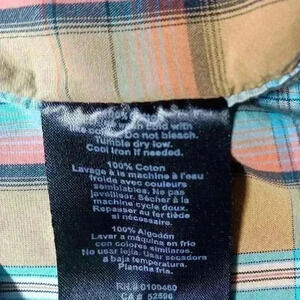 cold with
like colors. Do not bleach.
Tumble dry low.
Cool Iron if needed.
100% Coton
Lavage à la machine à l'eau
froide avec couleurs
semblables. Ne pas
javelliser. Sécher à la
machine cycle doux.
Repasser au fer tiède
si nécessaire.
100% Algodón
Lavar a máquina en frío
con colores similares.
No usar lejía. Usar secadora
a baja temperatura.
Plancha fría.
RN # 0100460
CA # 52596